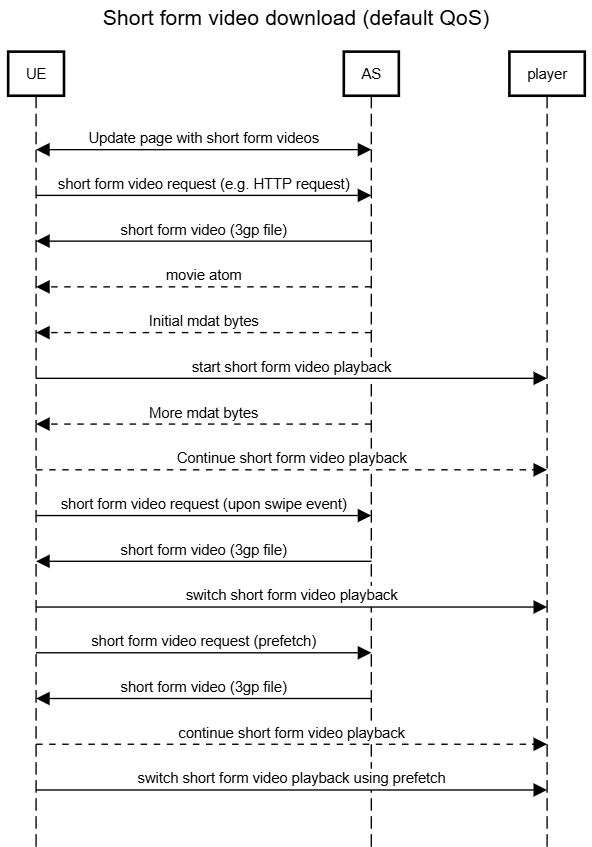 Short form video download (default QoS)
UE
AS
player
Update page with short form videos
short form video request (e.g. HTTP request)
short form video (3gp file)
movie atom
Initial mdat bytes
start short form video playback
More mdat bytes
Continue short form video playback
short form video request (upon swipe event)
short form video (3gp file)
switch short form video playback
short form video request (prefetch)
short form video (3gp file)
continue short form video playback
switch short form video playback using prefetch